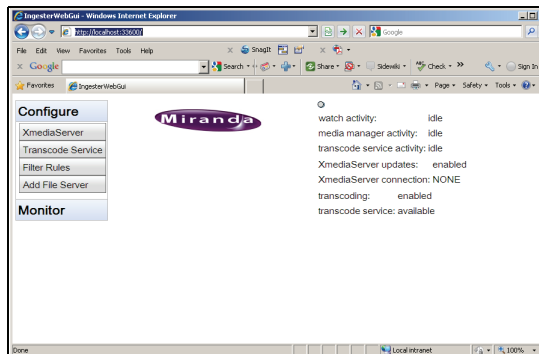 IngesterWebGui - Windows Internet Explorer
http://localhost:33600/
Google
File Edit View Favorites Tools Help
SnagIt
Google
Search
Share
Sidewiki
Check
Sign In
Favorites
IngesterWebGui
Page
Safety
Tools
Configure
XmediaServer
Transcode Service
Filter Rules
Add File Server
Monitor
Miranda
watch activity: idle
media manager activity: idle
transcode service activity: idle
XmediaServer updates: enabled
XmediaServer connection: NONE
transcoding: enabled
transcode service: available
Done
Local intranet
100%